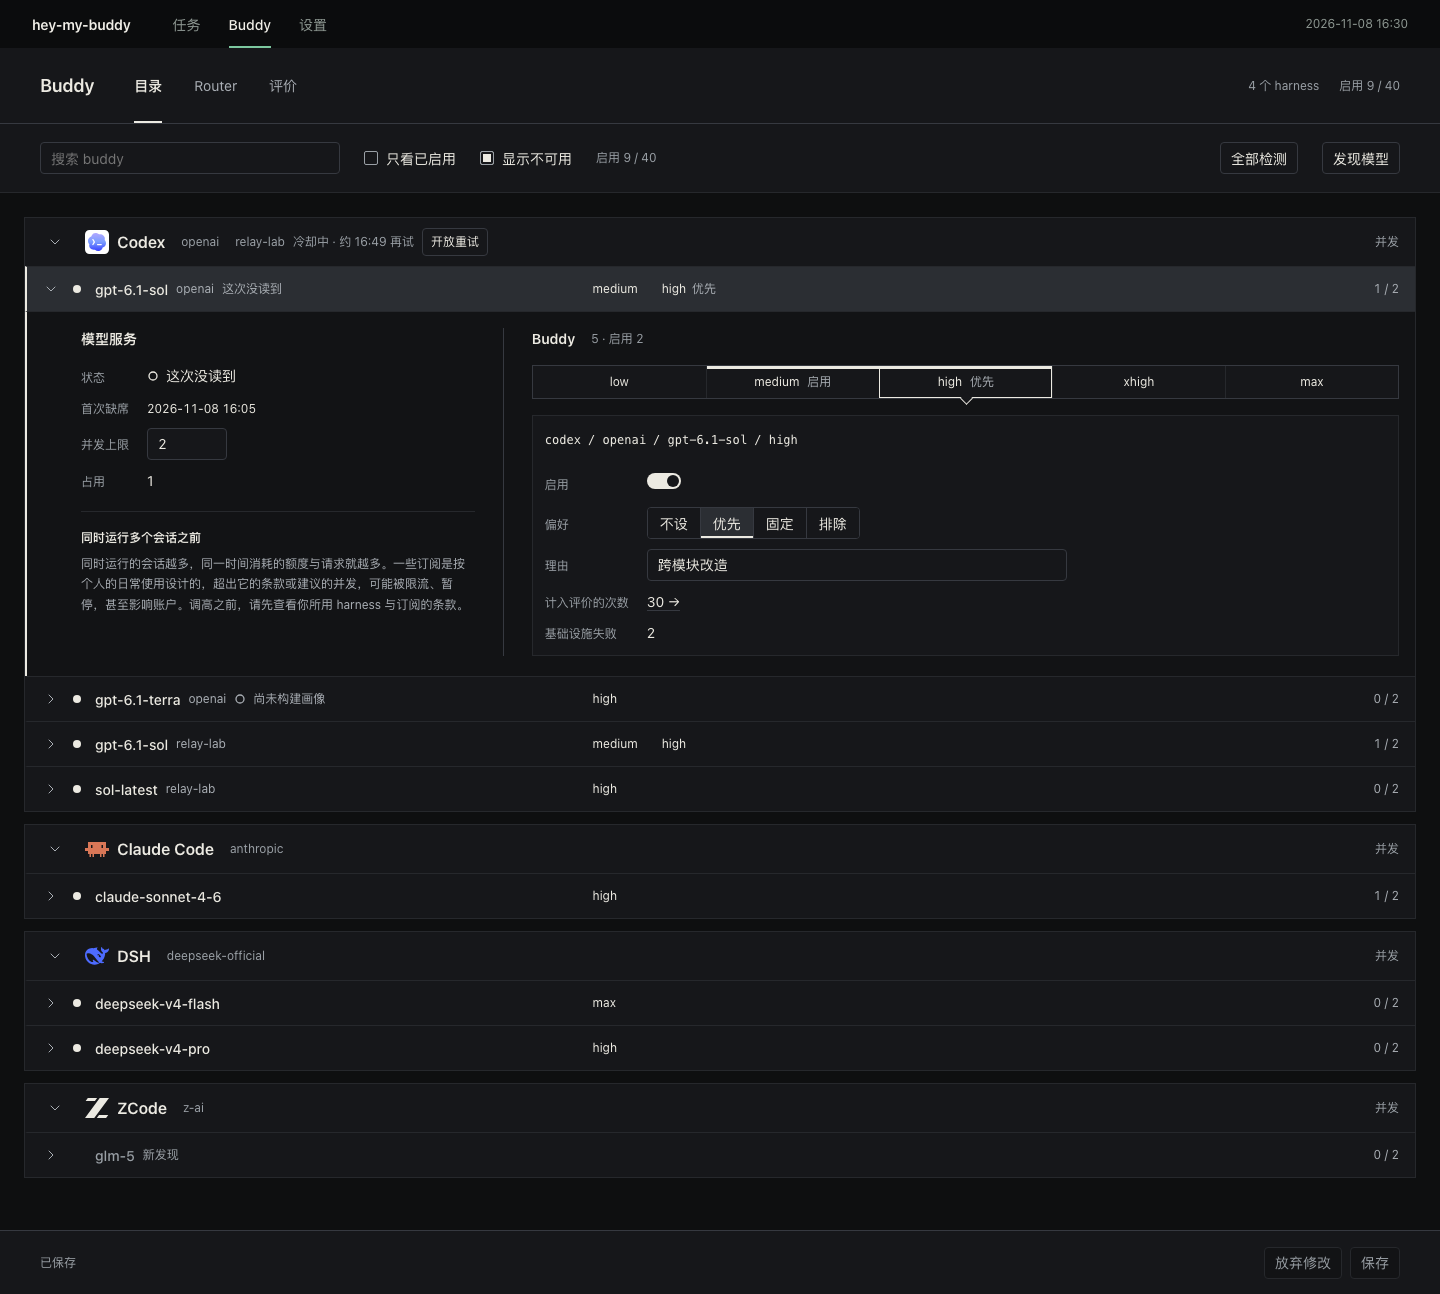 hey-my-buddy 任务 Buddy 设置 2026-11-08 16:30
Buddy 目录 Router 评价 4 个 harness 启用 9 / 40
搜索 buddy 只看已启用 显示不可用 启用 9 / 40 全部检测 发现模型
Codex openai relay-lab 冷却中 · 约 16:49 再试 开放重试 并发
gpt-6.1-sol openai 这次没读到 medium high 优先 1 / 2
模型服务
状态 这次没读到
首次缺席 2026-11-08 16:05
并发上限 2
占用 1
同时运行多个会话之前
同时运行的会话越多，同一时间消耗的额度与请求就越多。一些订阅是按
个人的日常使用设计的，超出它的条款或建议的并发，可能被限流、暂
停，甚至影响账户。调高之前，请先查看你所用 harness 与订阅的条款。
Buddy 5 · 启用 2
low medium 启用 high 优先 xhigh max
codex / openai / gpt-6.1-sol / high
启用
偏好 不设 优先 固定 排除
理由 跨模块改造
计入评价的次数 30 →
基础设施失败 2
gpt-6.1-terra openai 尚未构建画像 high 0 / 2
gpt-6.1-sol relay-lab medium high 1 / 2
sol-latest relay-lab high 0 / 2
Claude Code anthropic 并发
claude-sonnet-4-6 high 1 / 2
DSH deepseek-official 并发
deepseek-v4-flash max 0 / 2
deepseek-v4-pro high 0 / 2
ZCode z-ai 并发
glm-5 新发现 0 / 2
已保存 放弃修改 保存